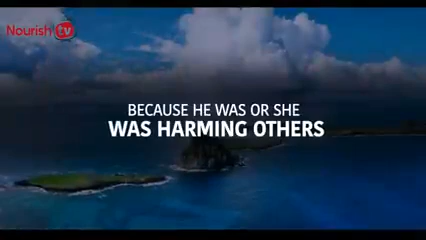 Nourish tv
BECAUSE HE WAS OR SHE
WAS HARMING OTHERS